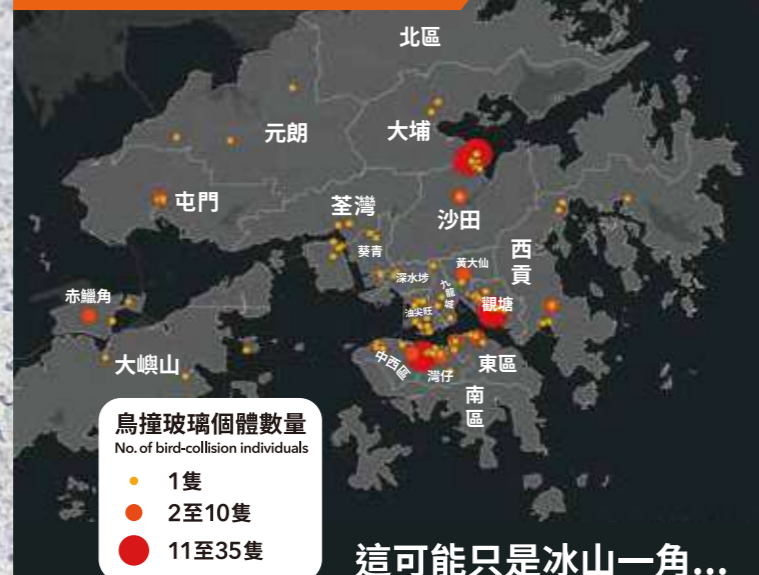 北區
元朗
大埔
屯門
荃灣
沙田
葵青
西貢
黃大仙
深水埗
九龍城
赤鱲角
油尖旺
觀塘
大嶼山
中西區
東區
灣仔
南區
鳥撞玻璃個體數量
No. of bird-collision individuals
1隻
2至10隻
11至35隻
這可能只是冰山一角...